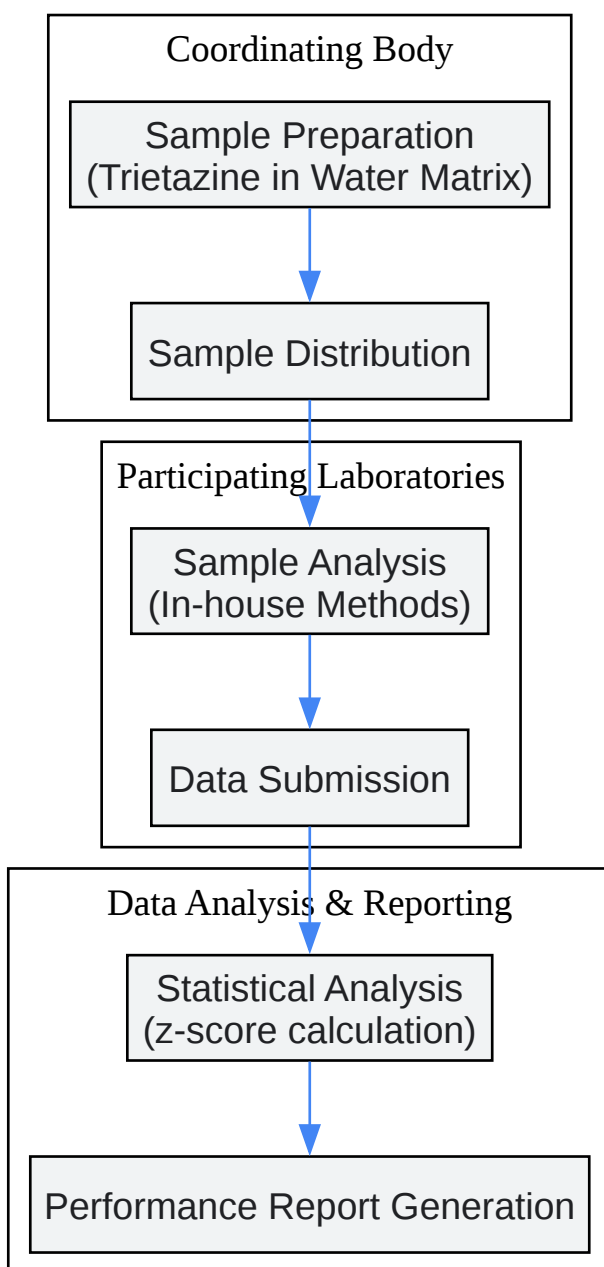 Coordinating Body
Sample Preparation
(Trietazine in Water Matrix)
Sample Distribution
Participating Laboratories
Sample Analysis
(In-house Methods)
Data Submission
Data Analysis & Reporting
Statistical Analysis
(z-score calculation)
Performance Report Generation